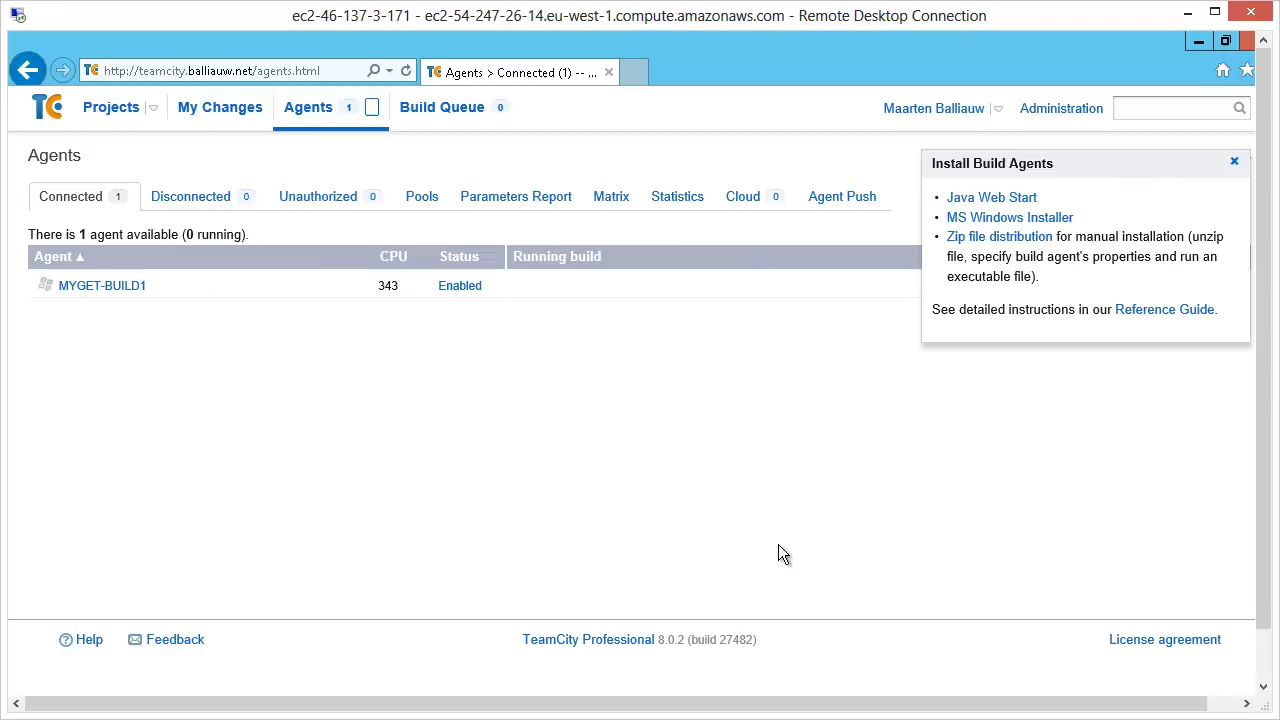 ec2-46-137-3-171 - ec2-54-247-26-14.eu-west-1.compute.amazonaws.com - Remote Desktop Connection
http://teamcity.balliauw.net/agents.html
TC Agents > Connected (1) -- ...
TC Projects My Changes Agents 1 Build Queue 0 Maarten Balliauw Administration
Agents
Connected 1 Disconnected 0 Unauthorized 0 Pools Parameters Report Matrix Statistics Cloud 0 Agent Push
There is 1 agent available (0 running).
Agent CPU Status Running build
MYGET-BUILD1 343 Enabled
Install Build Agents
• Java Web Start
• MS Windows Installer
• Zip file distribution for manual installation (unzip
file, specify build agent's properties and run an
executable file).
See detailed instructions in our Reference Guide.
Help Feedback TeamCity Professional 8.0.2 (build 27482) License agreement